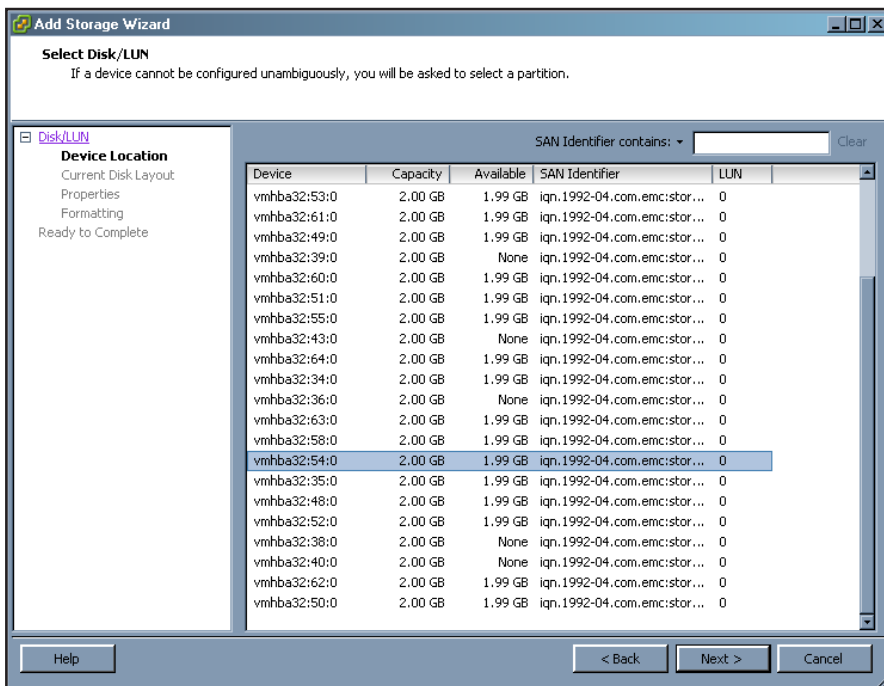 Add Storage Wizard
Select Disk/LUN
If a device cannot be configured unambiguously, you will be asked to select a partition.
Disk/LUN
Device Location
Current Disk Layout
Properties
Formatting
Ready to Complete
SAN Identifier contains: Clear
Device Capacity Available SAN Identifier LUN
vmhba32:53:0 2.00 GB 1.99 GB iqn.1992-04.com.emc:stor... 0
vmhba32:61:0 2.00 GB 1.99 GB iqn.1992-04.com.emc:stor... 0
vmhba32:49:0 2.00 GB 1.99 GB iqn.1992-04.com.emc:stor... 0
vmhba32:39:0 2.00 GB None iqn.1992-04.com.emc:stor... 0
vmhba32:60:0 2.00 GB 1.99 GB iqn.1992-04.com.emc:stor... 0
vmhba32:51:0 2.00 GB 1.99 GB iqn.1992-04.com.emc:stor... 0
vmhba32:55:0 2.00 GB 1.99 GB iqn.1992-04.com.emc:stor... 0
vmhba32:43:0 2.00 GB None iqn.1992-04.com.emc:stor... 0
vmhba32:64:0 2.00 GB 1.99 GB iqn.1992-04.com.emc:stor... 0
vmhba32:34:0 2.00 GB 1.99 GB iqn.1992-04.com.emc:stor... 0
vmhba32:36:0 2.00 GB None iqn.1992-04.com.emc:stor... 0
vmhba32:63:0 2.00 GB 1.99 GB iqn.1992-04.com.emc:stor... 0
vmhba32:58:0 2.00 GB 1.99 GB iqn.1992-04.com.emc:stor... 0
vmhba32:54:0 2.00 GB 1.99 GB iqn.1992-04.com.emc:stor... 0
vmhba32:35:0 2.00 GB 1.99 GB iqn.1992-04.com.emc:stor... 0
vmhba32:48:0 2.00 GB 1.99 GB iqn.1992-04.com.emc:stor... 0
vmhba32:52:0 2.00 GB 1.99 GB iqn.1992-04.com.emc:stor... 0
vmhba32:38:0 2.00 GB None iqn.1992-04.com.emc:stor... 0
vmhba32:40:0 2.00 GB None iqn.1992-04.com.emc:stor... 0
vmhba32:62:0 2.00 GB 1.99 GB iqn.1992-04.com.emc:stor... 0
vmhba32:50:0 2.00 GB 1.99 GB iqn.1992-04.com.emc:stor... 0
Help < Back Next > Cancel